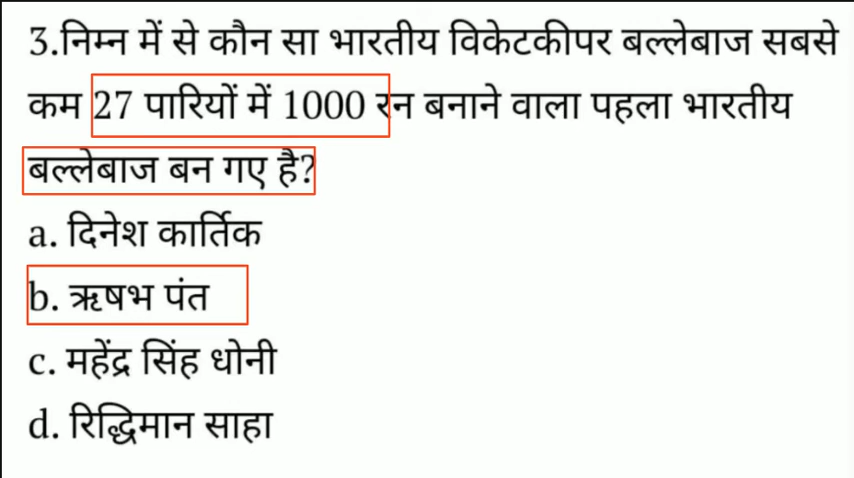 3.निम्न में से कौन सा भारतीय विकेटकीपर बल्लेबाज सबसे
कम 27 पारियों में 1000 रन बनाने वाला पहला भारतीय
बल्लेबाज बन गए है?
a. दिनेश कार्तिक
b. ऋषभ पंत
c. महेंद्र सिंह धोनी
d. रिद्धिमान साहा